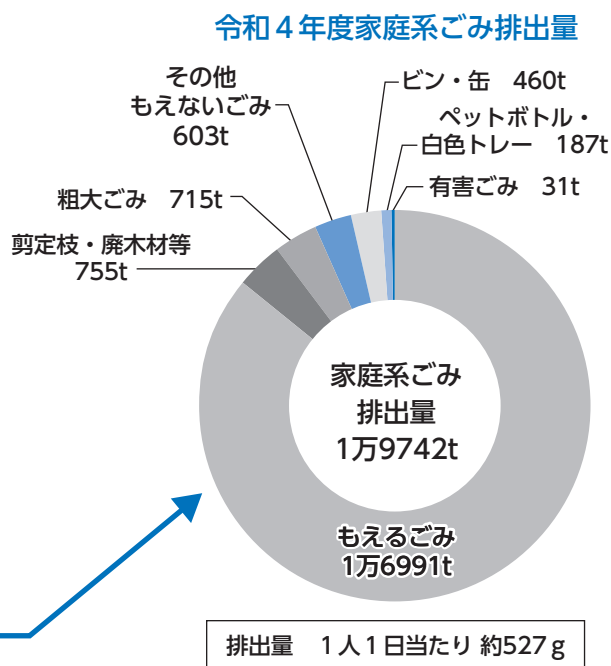 令和４年度家庭系ごみ排出量
その他
もえないごみ
603t
ビン・缶　460t
ペットボトル・
白色トレー　187t
有害ごみ　31t
粗大ごみ　715t
剪定枝・廃木材等
755t
家庭系ごみ
排出量
1万9742t
もえるごみ
1万6991t
排出量　１人１日当たり 約527ｇ